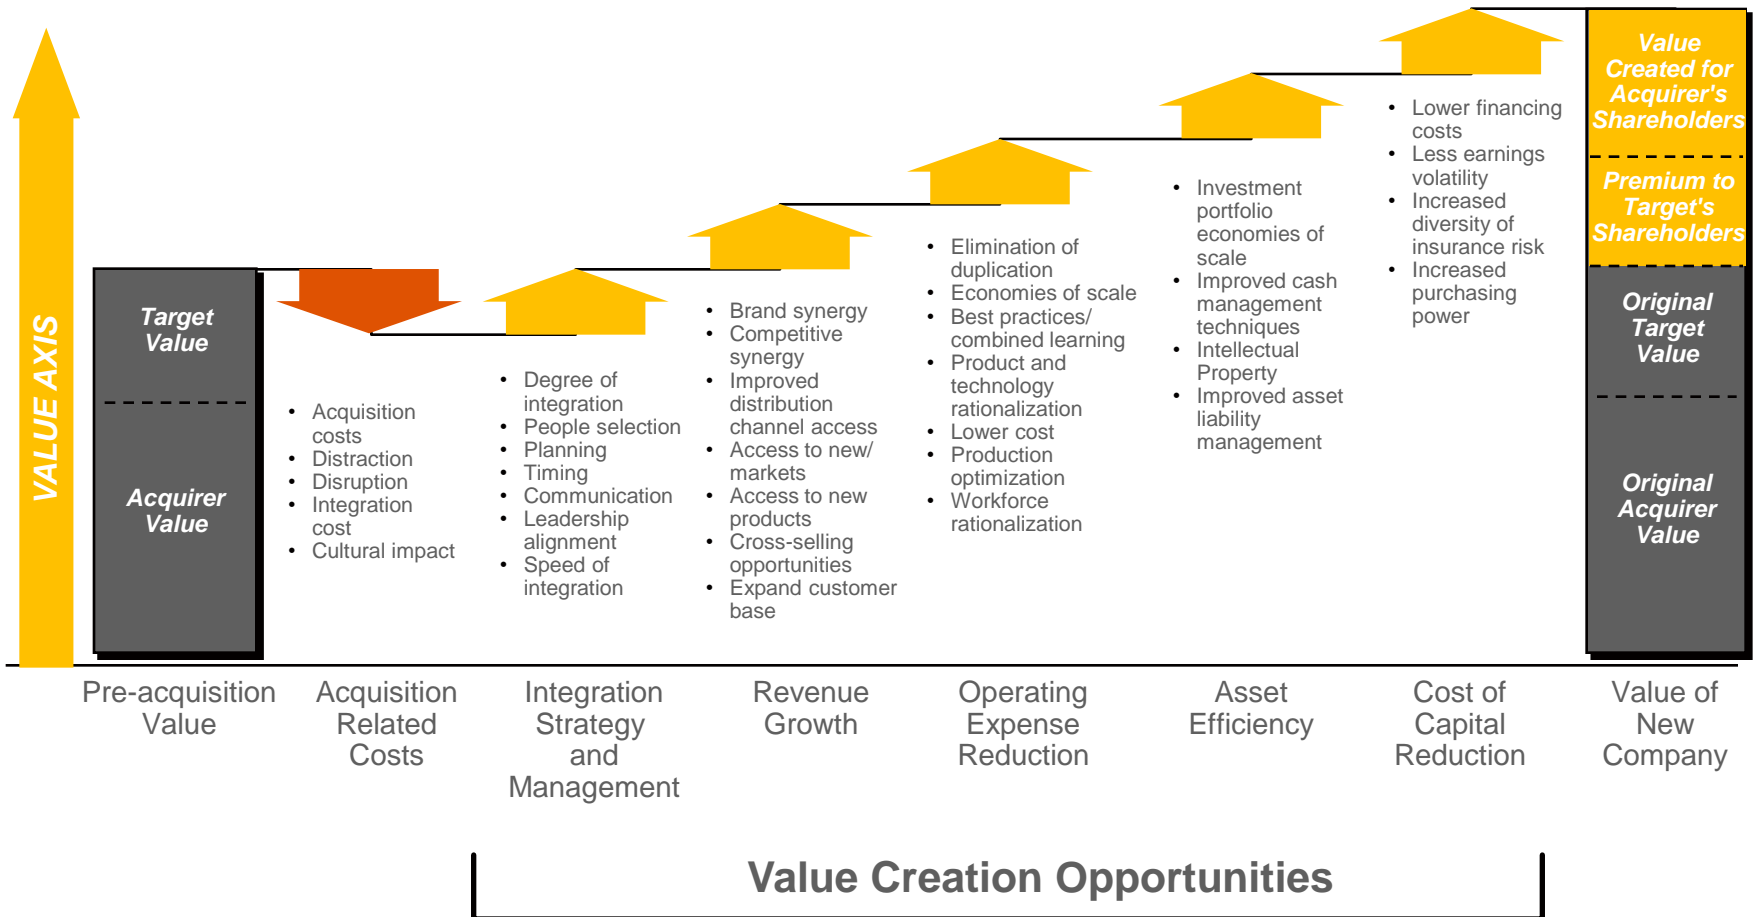 VALUE AXIS
Target
Value
Acquirer
Value
• Acquisition
costs
• Distraction
• Disruption
• Integration
cost
• Cultural impact
• Degree of
integration
• People selection
• Planning
• Timing
• Communication
• Leadership
alignment
• Speed of
integration
• Brand synergy
• Competitive
synergy
• Improved
distribution
channel access
• Access to new/
markets
• Access to new
products
• Cross-selling
opportunities
• Expand customer
base
• Elimination of
duplication
• Economies of scale
• Best practices/
combined learning
• Product and
technology
rationalization
• Lower cost
• Production
optimization
• Workforce
rationalization
• Investment
portfolio
economies of
scale
• Improved cash
management
techniques
• Intellectual
Property
• Improved asset
liability
management
• Lower financing
costs
• Less earnings
volatility
• Increased
diversity of
insurance risk
• Increased
purchasing
power
Value
Created for
Acquirer's
Shareholders
Premium to
Target's
Shareholders
Original
Target
Value
Original
Acquirer
Value
Pre-acquisition
Value
Acquisition
Related
Costs
Integration
Strategy
and
Management
Revenue
Growth
Operating
Expense
Reduction
Asset
Efficiency
Cost of
Capital
Reduction
Value of
New
Company
Value Creation Opportunities